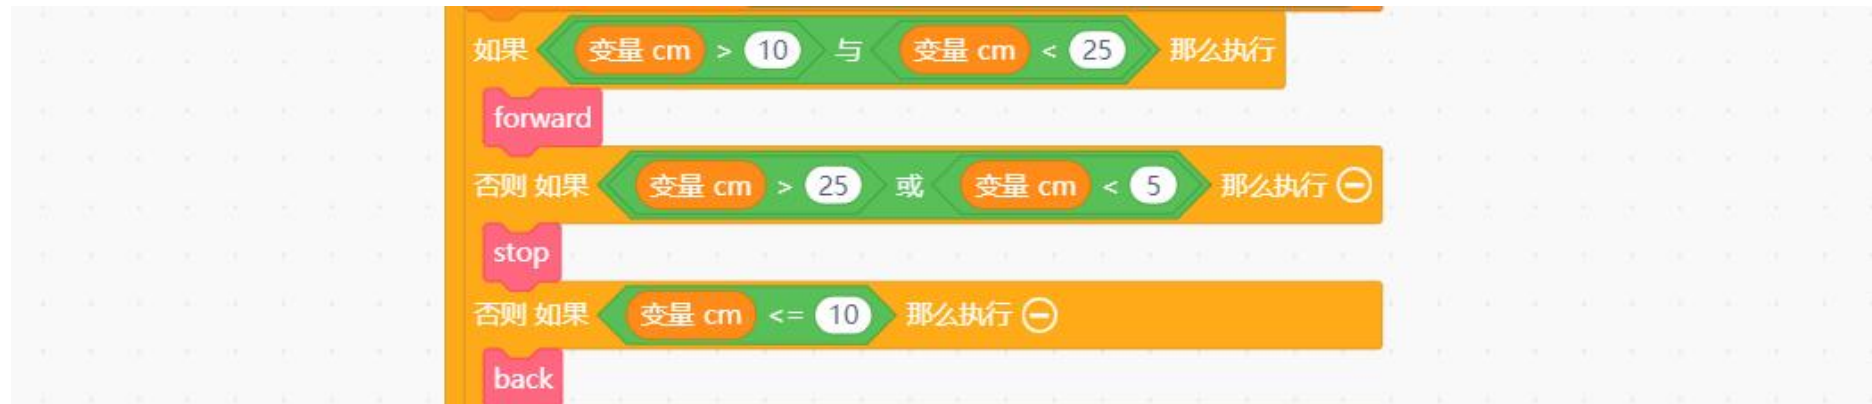 如果 变量 cm > 10 与 变量 cm < 25 那么执行
forward
否则 如果 变量 cm > 25 或 变量 cm < 5 那么执行
stop
否则 如果 变量 cm <= 10 那么执行
back